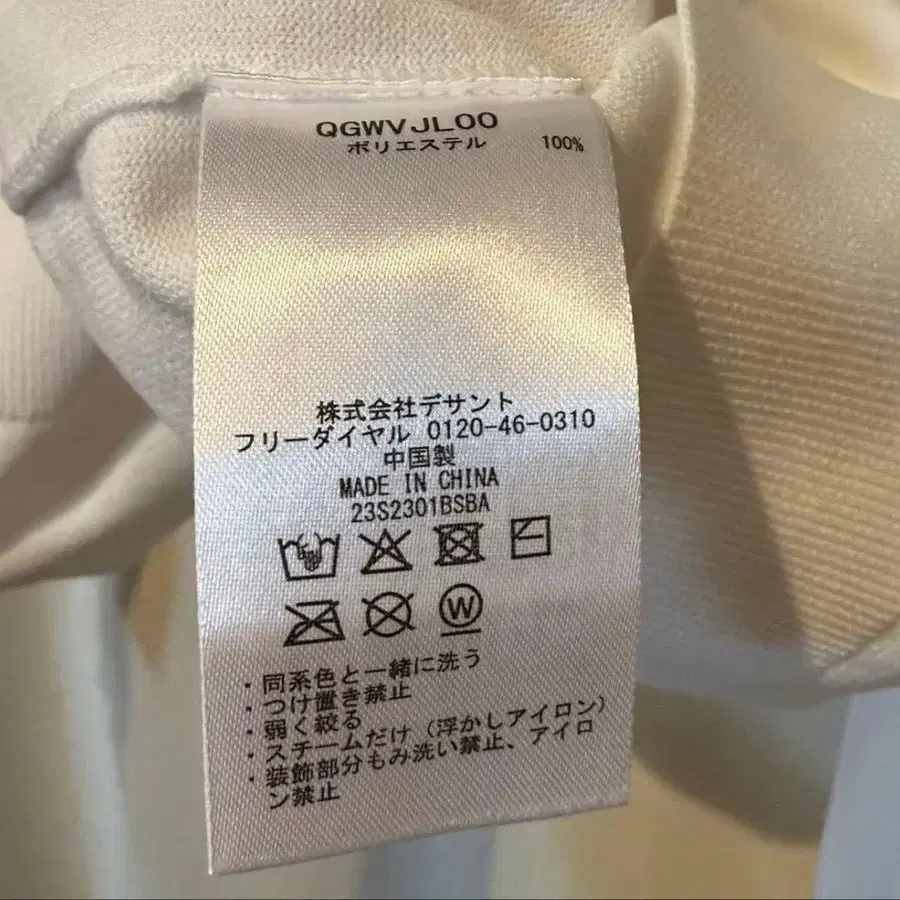 QGWVJL00
ポリエステル 100%
株式会社デサント
フリーダイヤル 0120-46-0310
中国製
MADE IN CHINA
23S2301BSBA
W
・同系色と一緒に洗う
・つけ置き禁止
・弱く絞る
・スチームだけ(浮かしアイロン)
・装飾部分もみ洗い禁止、アイロ
ン禁止